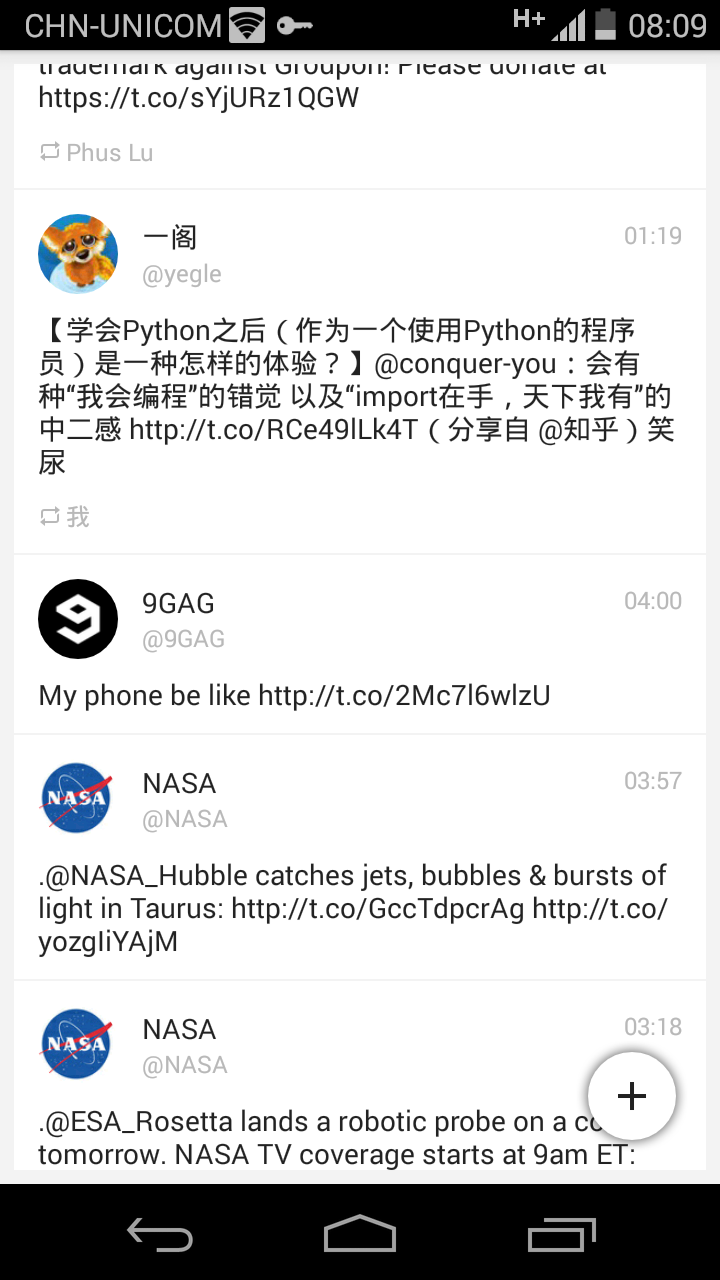 CHN-UNICOM H+ 08:09
trademark against Groupon! Please donate at
https://t.co/sYjURz1QGW
Phus Lu
一阁 01:19
@yegle
【学会Python之后（作为一个使用Python的程序
员）是一种怎样的体验？】@conquer-you：会有
种“我会编程”的错觉 以及“import在手，天下我有”的
中二感 http://t.co/RCe49lLk4T（分享自 @知乎）笑
尿
我
9GAG 04:00
@9GAG
My phone be like http://t.co/2Mc7l6wlzU
NASA NASA 03:57
@NASA
.@NASA_Hubble catches jets, bubbles & bursts of
light in Taurus: http://t.co/GccTdpcrAg http://t.co/
yozgIiYAjM
NASA NASA 03:18
@NASA
.@ESA_Rosetta lands a robotic probe on a
tomorrow. NASA TV coverage starts at 9am ET: